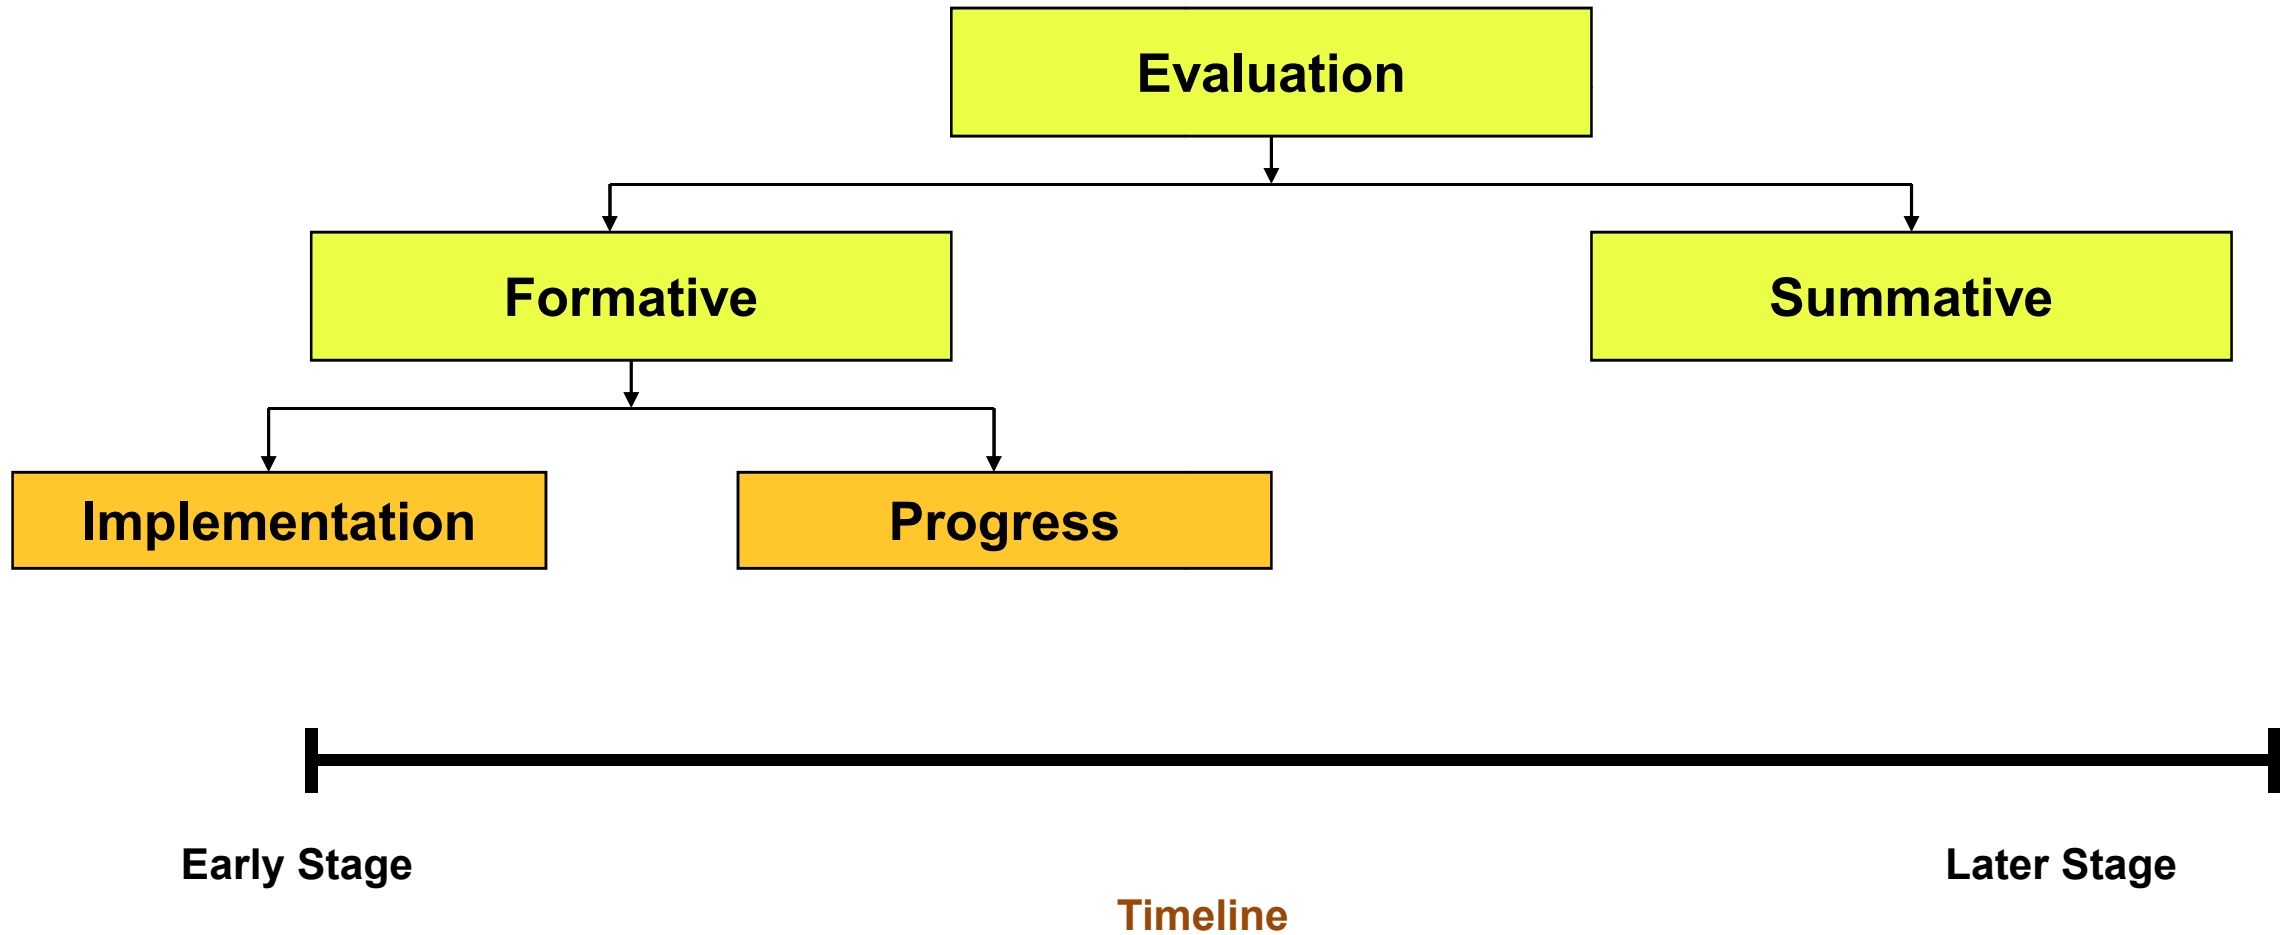 Evaluation
Formative
Summative
Implementation
Progress
Early Stage
Later Stage
Timeline